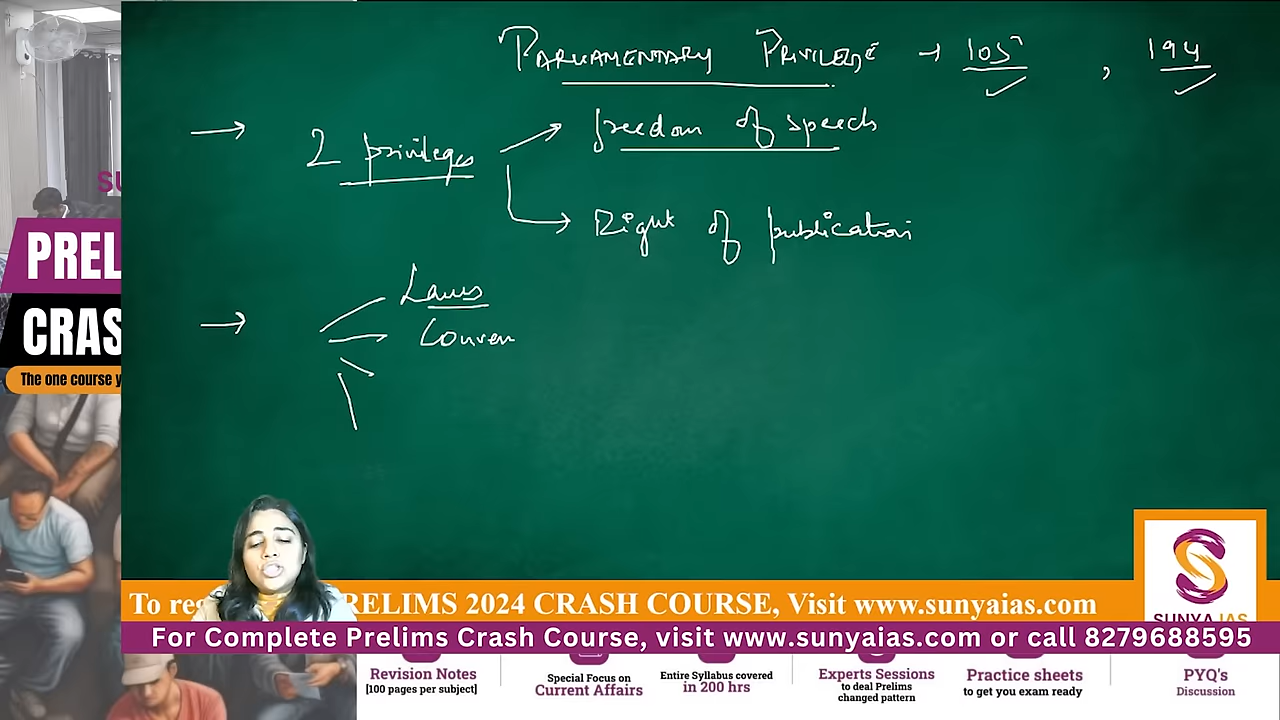 PARLIAMENTARY PRIVILEGE → 105 , 194
→ 2 privileges → freedom of speech
→ Right of publication
→ Laws
Conven
PREL
CRAS
The one course y
SUNYA IAS
To reg RELIMS 2024 CRASH COURSE, Visit www.sunyaias.com
For Complete Prelims Crash Course, visit www.sunyaias.com or call 8279688595
Revision Notes
[100 pages per subject]
Special Focus on
Current Affairs
Entire Syllabus covered
in 200 hrs
Experts Sessions
to deal Prelims
changed pattern
Practice sheets
to get you exam ready
PYQ's
Discussion